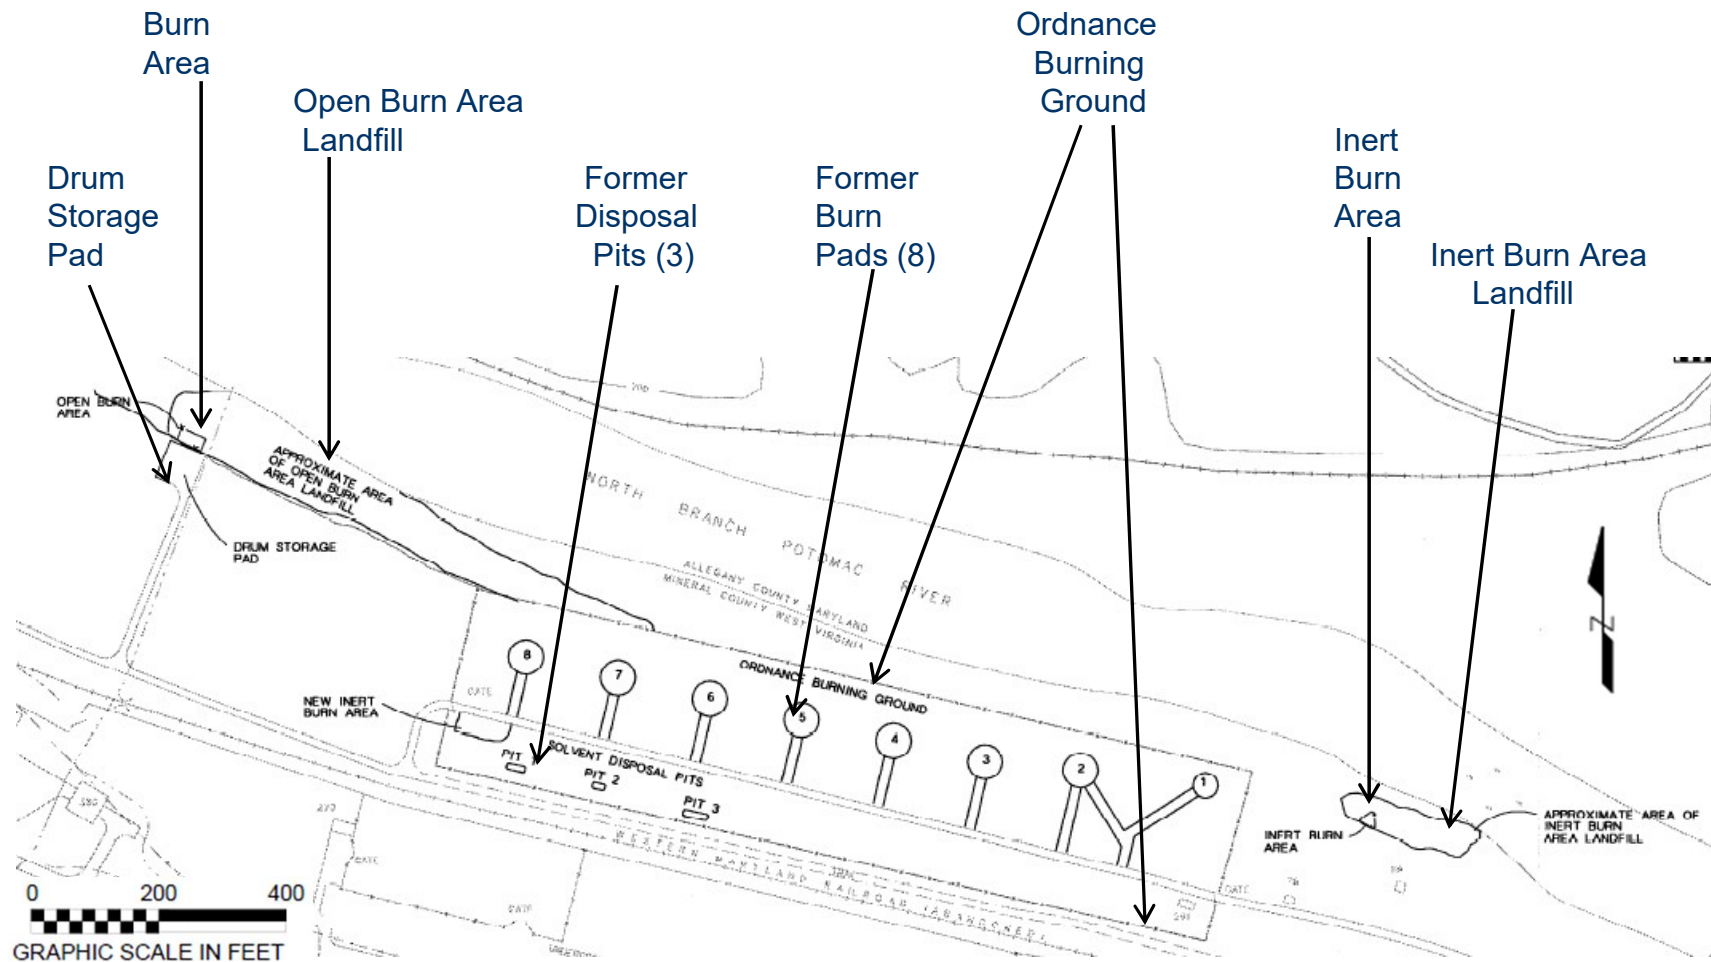 Burn
Area
Ordnance
Burning
Ground
Open Burn Area
Landfill
Inert
Burn
Area
Drum
Storage
Pad
Former
Disposal
Pits (3)
Former
Burn
Pads (8)
Inert Burn Area
Landfill
OPEN BURN
AREA
APPROXIMATE AREA
OF OPEN BURN
AREA LANDFILL
NORTH BRANCH POTOMAC RIVER
DRUM STORAGE
PAD
ALLEGANY COUNTY MARYLAND
MINERAL COUNTY WEST VIRGINIA
N
8
7
6
5
4
3
2
1
ORDNANCE BURNING GROUND
GATE
NEW INERT
BURN AREA
SOLVENT DISPOSAL PITS
PIT
PIT 2
PIT 3
INERT BURN
AREA
APPROXIMATE AREA OF
INERT BURN
AREA LANDFILL
WESTERN MARYLAND RAILROAD (ABANDONED)
GATE
GATE
GATE
0 200 400
GRAPHIC SCALE IN FEET